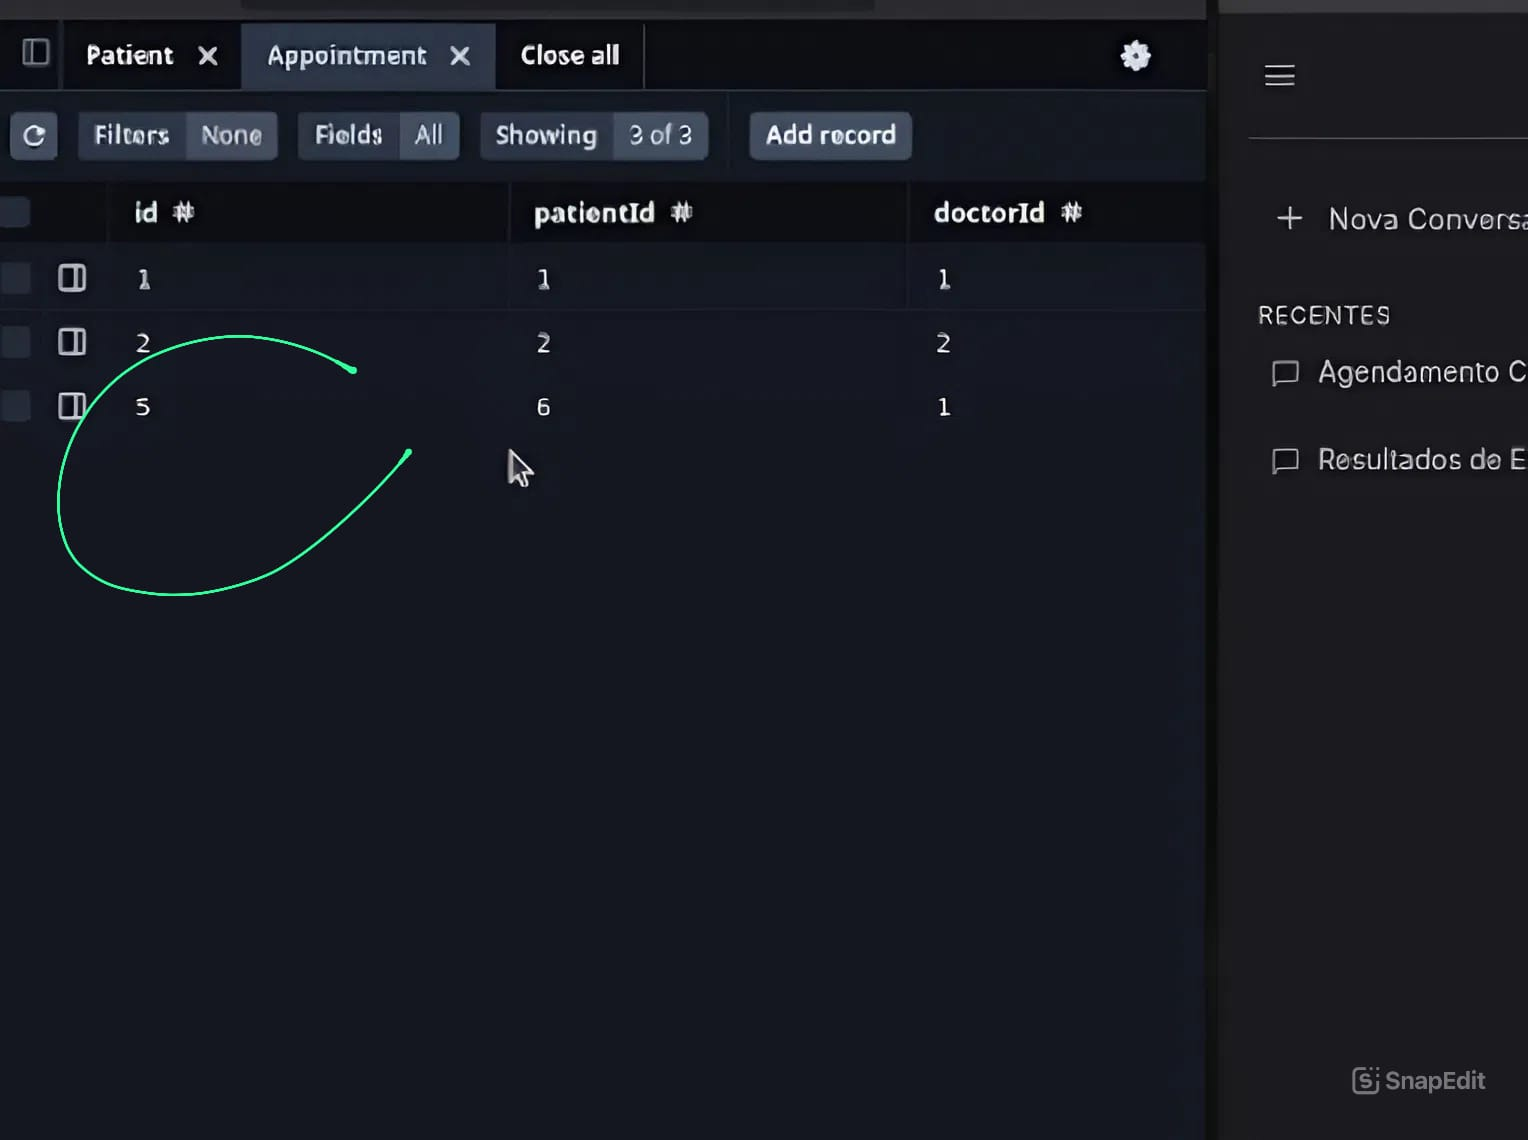 Patient Appointment Close all
Filters None Fields All Showing 3 of 3 Add record
id # patientId # doctorId #
1 1 1
2 2 2
5 6 1
Nova Conversa
RECENTES
Agendamento C
Resultados de E
SnapEdit